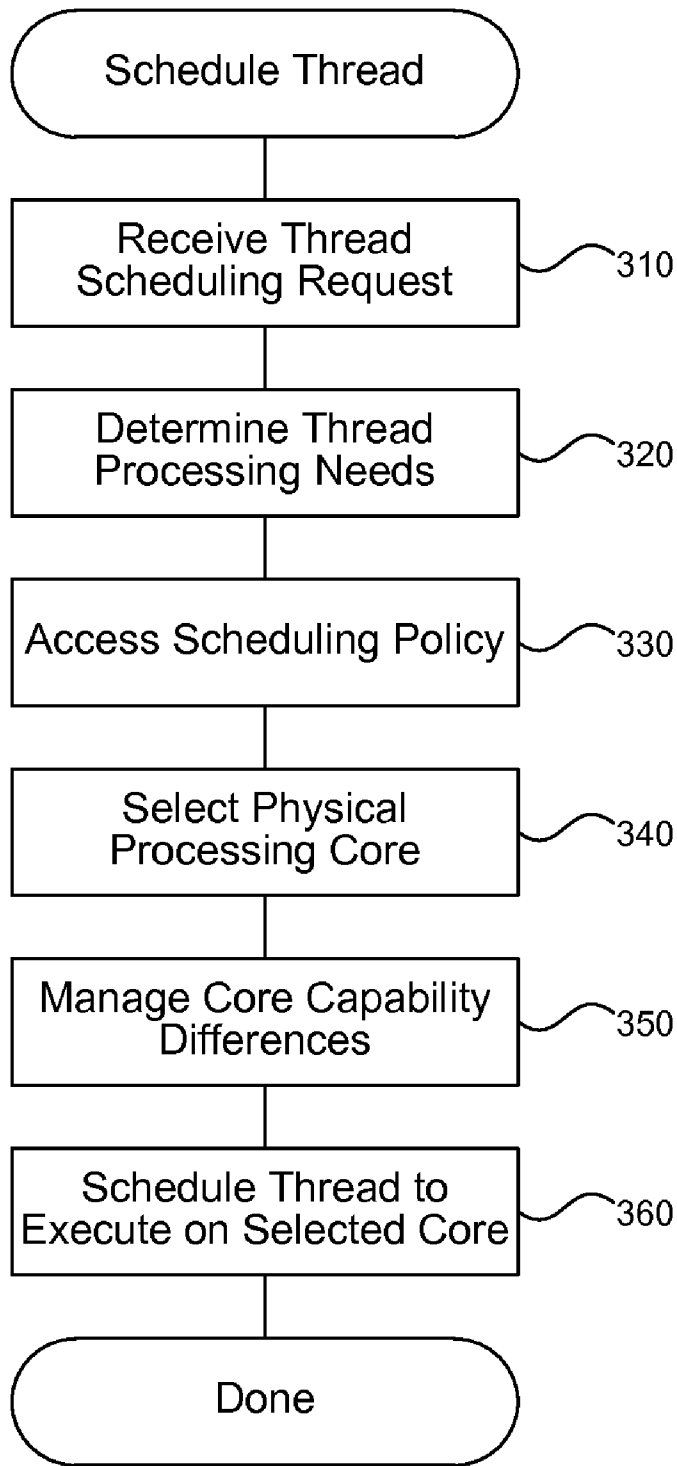 Schedule Thread
Receive Thread
Scheduling Request
310
Determine Thread
Processing Needs
320
Access Scheduling Policy
330
Select Physical
Processing Core
340
Manage Core Capability
Differences
350
Schedule Thread to
Execute on Selected Core
360
Done